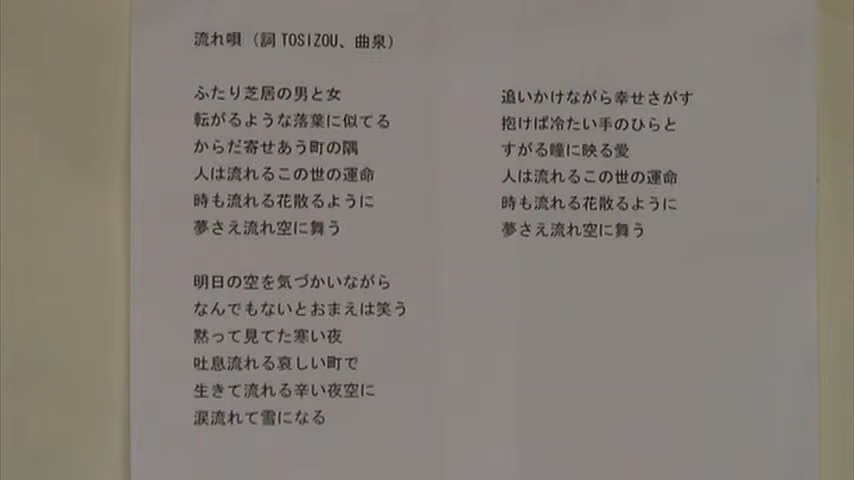 流れ唄（詞TOSIZOU、曲泉）
ふたり芝居の男と女
転がるような落葉に似てる
からだ寄せあう町の隅
人は流れるこの世の運命
時も流れる花散るように
夢さえ流れ空に舞う
明日の空を気づかいながら
なんでもないとおまえは笑う
黙って見てた寒い夜
吐息流れる哀しい町で
生きて流れる辛い夜空に
涙流れて雪になる
追いかけながら幸せさがす
抱けば冷たい手のひらと
すがる瞳に映る愛
人は流れるこの世の運命
時も流れる花散るように
夢さえ流れ空に舞う